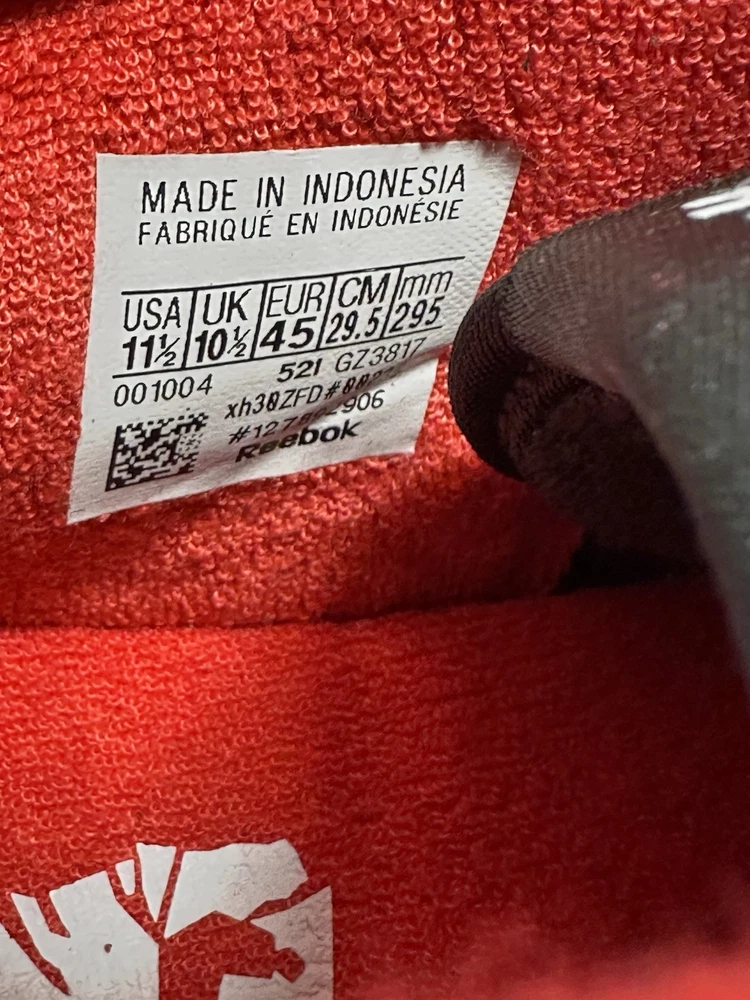 MADE IN INDONESIA
FABRIQUÉ EN INDONÉSIE
USA UK EUR CM mm
11½ 10½ 45 29.5 295
001004 52I GZ3817
Reebok